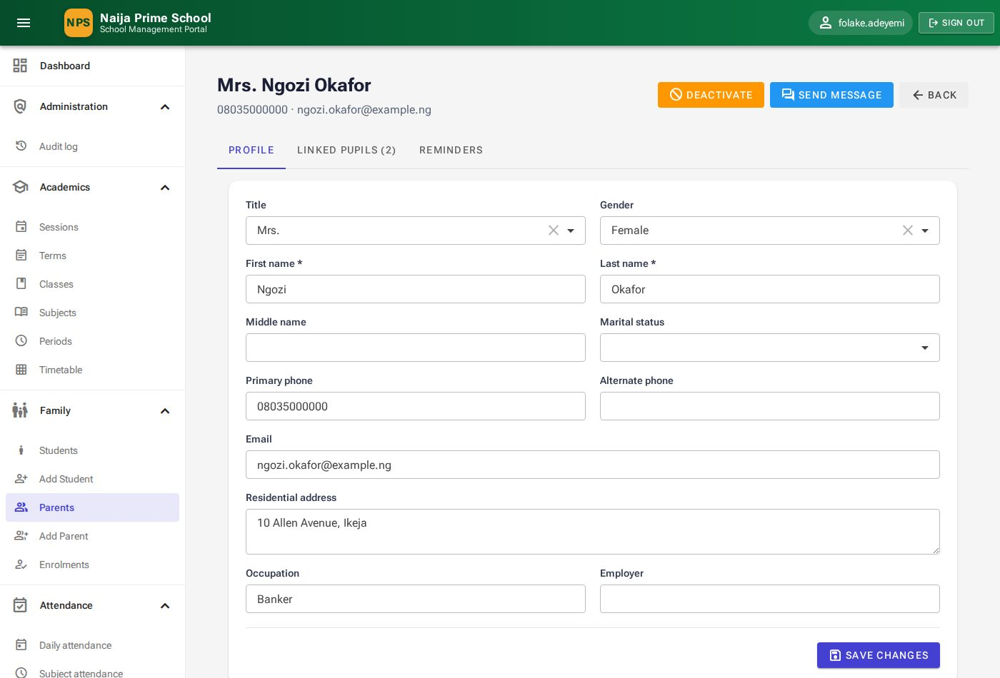 NPS
Naija Prime School
School Management Portal
folake.adeyemi
SIGN OUT
Dashboard
Administration
Audit log
Academics
Sessions
Terms
Classes
Subjects
Periods
Timetable
Family
Students
Add Student
Parents
Add Parent
Enrolments
Attendance
Daily attendance
Subject attendance
Mrs. Ngozi Okafor
08035000000 · ngozi.okafor@example.ng
DEACTIVATE
SEND MESSAGE
BACK
PROFILE
LINKED PUPILS (2)
REMINDERS
Title
Mrs.
Gender
Female
First name *
Ngozi
Last name *
Okafor
Middle name
Marital status
Primary phone
08035000000
Alternate phone
Email
ngozi.okafor@example.ng
Residential address
10 Allen Avenue, Ikeja
Occupation
Banker
Employer
SAVE CHANGES